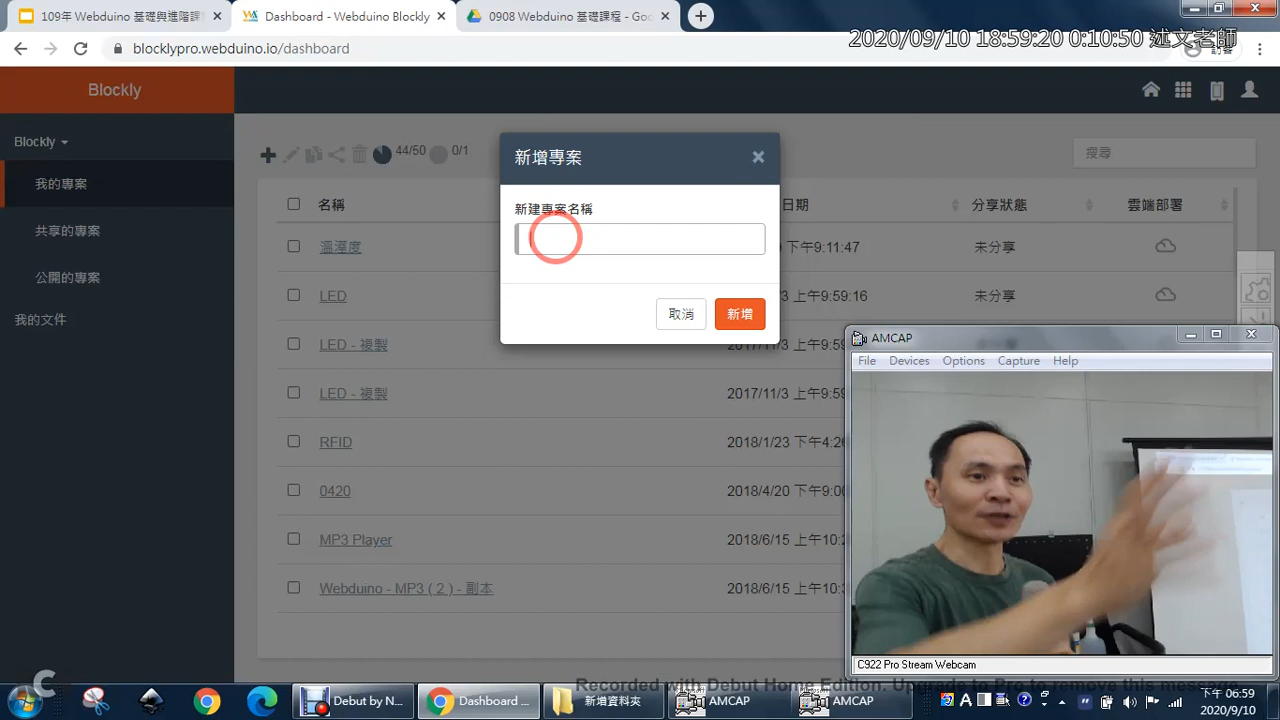 109年 Webduino 基礎與進階課
Dashboard - Webduino Blockly
0908 Webduino 基礎課程 - Goo
blocklypro.webduino.io/dashboard
2020/09/10 18:59:20 0:10:50 述文老師
訪客
Blockly
Blockly
我的專案
共享的專案
公開的專案
我的文件
44/50
0/1
搜尋
名稱
日期
分享狀態
雲端部署
溫溼度
下午9:11:47
未分享
LED
/3 上午9:59:16
未分享
LED - 複製
2017/11/3 上午9:59
LED - 複製
2017/11/3 上午9:59
RFID
2018/1/23 下午4:26
0420
2018/4/20 上午9:00
MP3 Player
2018/6/15 上午10:2
Webduino - MP3 ( 2 ) - 副本
2018/6/15 上午10:3
新增專案
新建專案名稱
取消
新增
AMCAP
File Devices Options Capture Help
C922 Pro Stream Webcam
Recorded with Debut Home Edition. Upgrade to Pro to remove this message
Debut by N...
Dashboard ...
新增資料夾
AMCAP
AMCAP
下午 06:59
2020/9/10